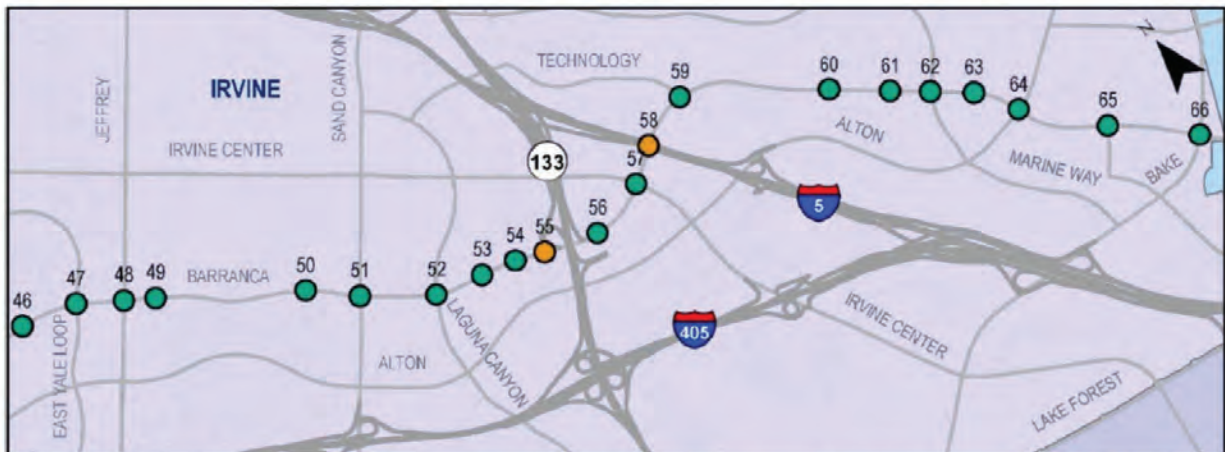 N
TECHNOLOGY
59
60
61
62
63
64
65
66
IRVINE
JEFFREY
SAND CANYON
58
ALTON
IRVINE CENTER
133
57
MARINE WAY
BAKE
5
56
55
54
53
52
51
50
49
48
47
46
BARRANCA
EAST YALE LOOP
ALTON
LAGUNA CANYON
405
IRVINE CENTER
LAKE FOREST